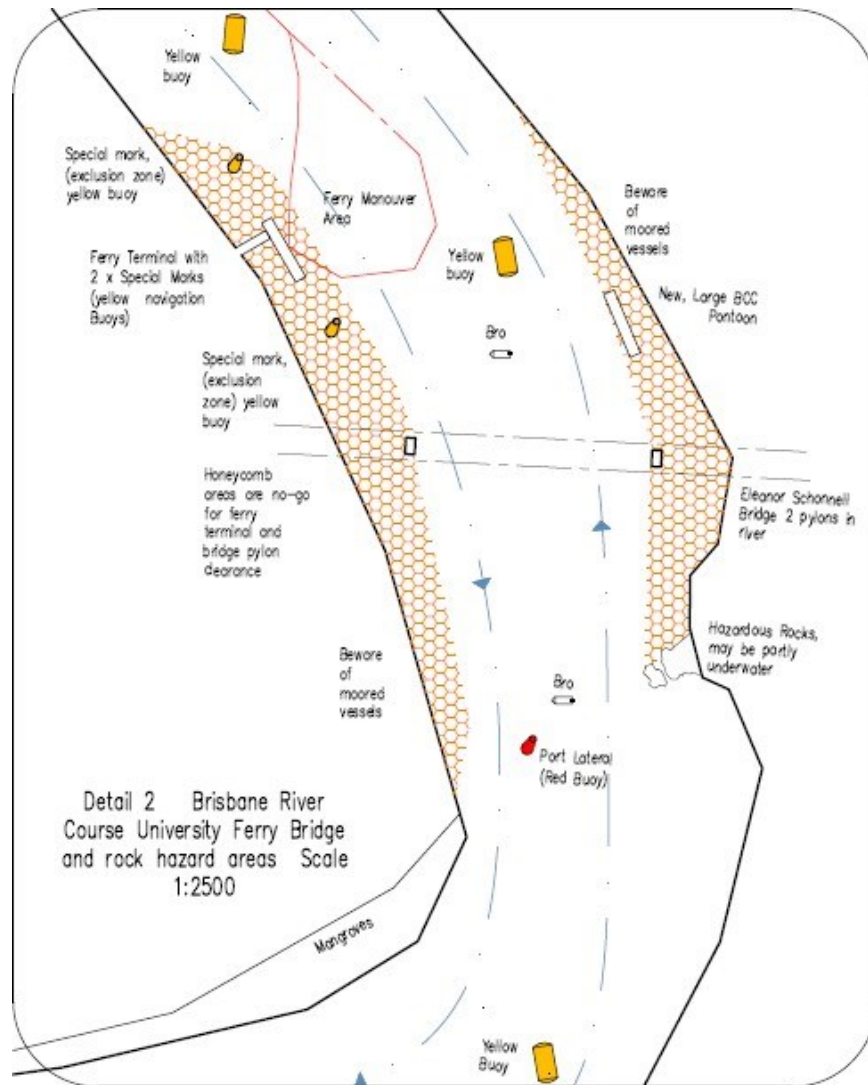 Yellow
buoy
Special mark,
(exclusion zone)
yellow buoy
Ferry Manouver
Area
Beware
of
moored
vessels
Ferry Terminal with
2 x Special Marks
(yellow navigation
Buoys)
Yellow
buoy
New, Large BCC
Pontoon
Bro
Special mark,
(exclusion
zone) yellow
buoy
Honeycomb
areas are no-go
for ferry
terminal and
bridge pylon
clearance
Eleanor Schonnell
Bridge 2 pylons in
river
Hazardous Rocks,
may be partly
underwater
Beware
of
moored
vessels
Bro
Port Lateral
(Red Buoy)
Detail 2 Brisbane River
Course University Ferry Bridge
and rock hazard areas Scale
1:2500
Mangroves
Yellow
Buoy